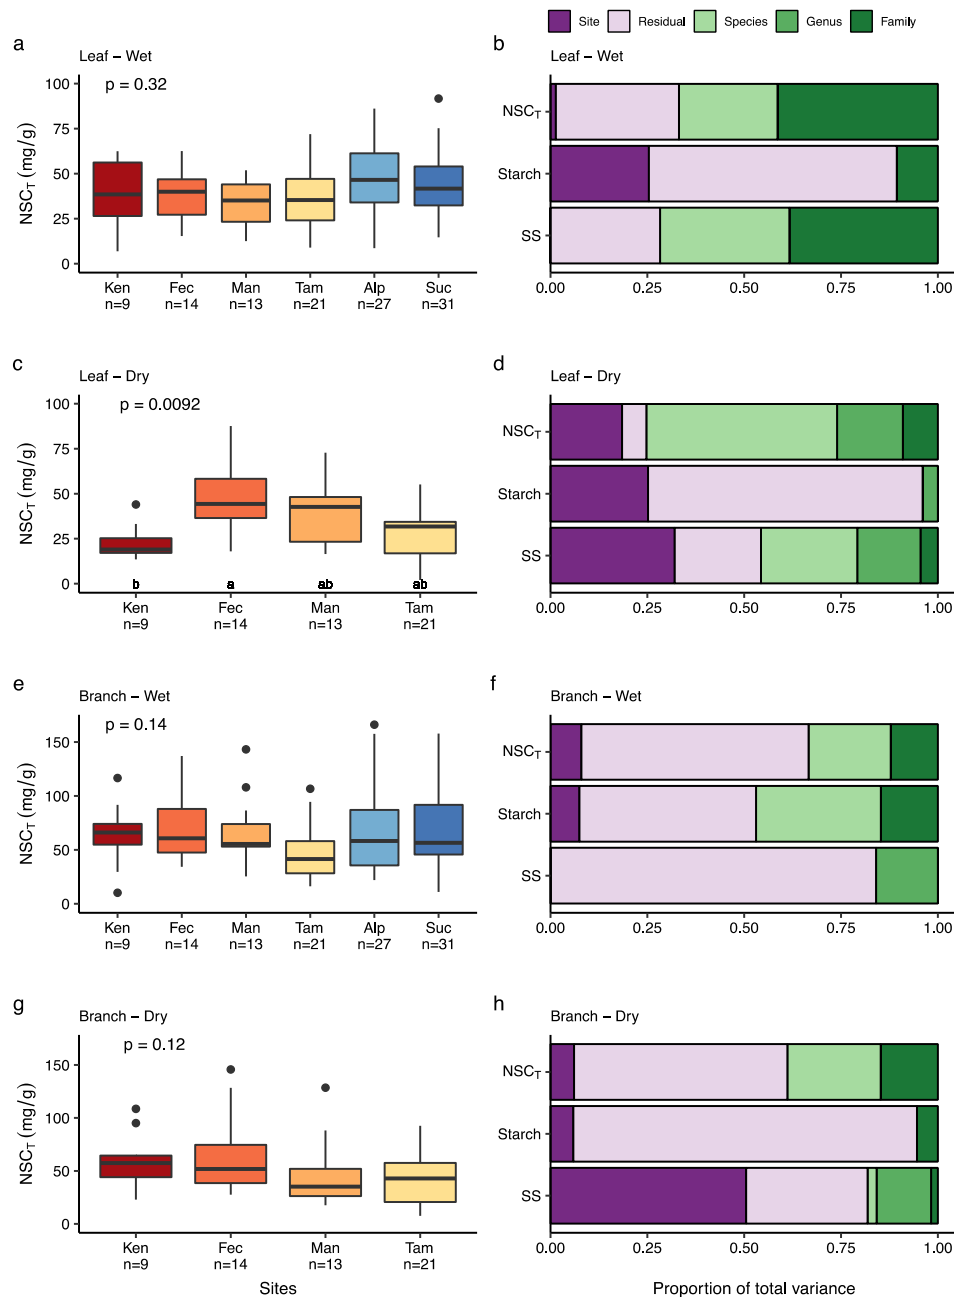 Site Residual Species Genus Family
a
Leaf – Wet
p = 0.32
NSCT (mg/g)
100
75
50
25
0
Ken Fec Man Tam Alp Suc
n=9 n=14 n=13 n=21 n=27 n=31
b
Leaf – Wet
NSCT
Starch
SS
0.00 0.25 0.50 0.75 1.00
c
Leaf – Dry
p = 0.0092
NSCT (mg/g)
100
75
50
25
0
b a ab ab
Ken Fec Man Tam
n=9 n=14 n=13 n=21
d
Leaf – Dry
NSCT
Starch
SS
0.00 0.25 0.50 0.75 1.00
e
Branch – Wet
p = 0.14
NSCT (mg/g)
150
100
50
0
Ken Fec Man Tam Alp Suc
n=9 n=14 n=13 n=21 n=27 n=31
f
Branch – Wet
NSCT
Starch
SS
0.00 0.25 0.50 0.75 1.00
g
Branch – Dry
p = 0.12
NSCT (mg/g)
150
100
50
0
Ken Fec Man Tam
n=9 n=14 n=13 n=21
Sites
h
Branch – Dry
NSCT
Starch
SS
0.00 0.25 0.50 0.75 1.00
Proportion of total variance